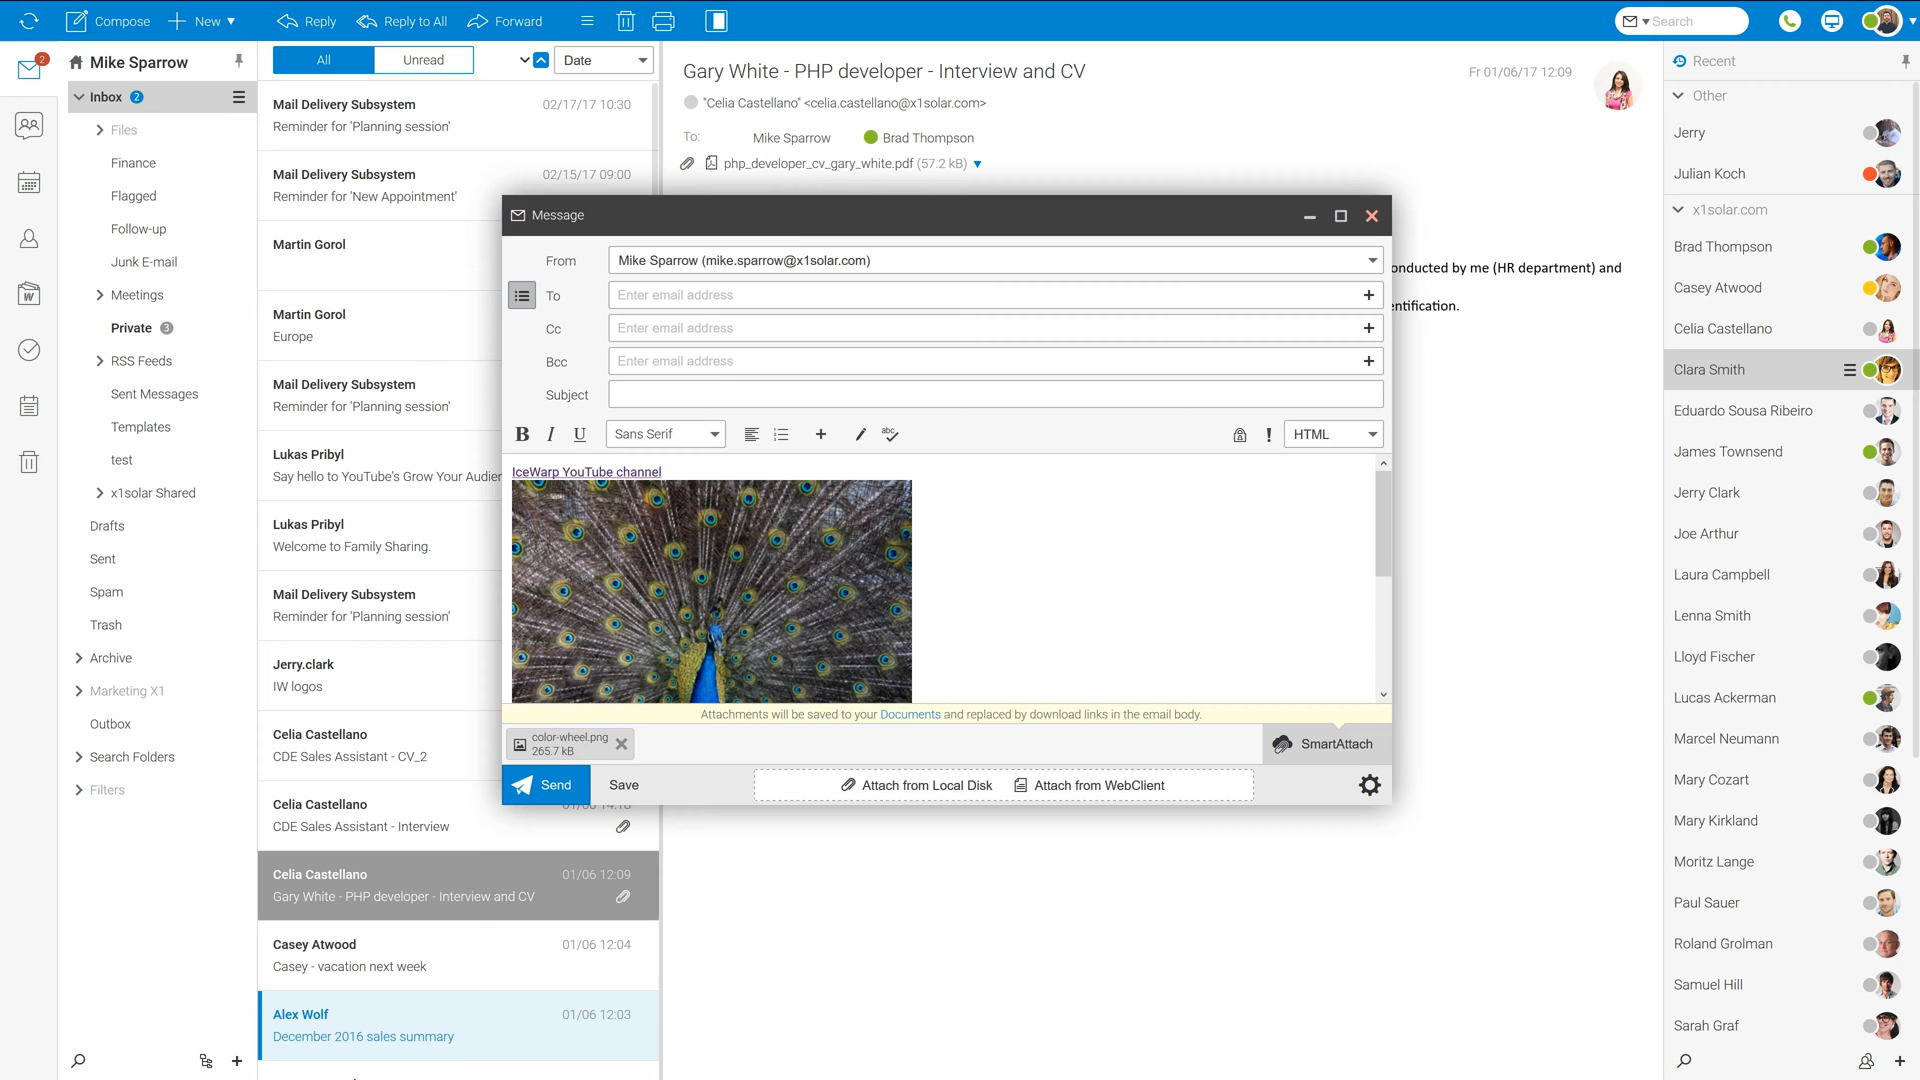 Compose
New
Reply
Reply to All
Forward
Search
2
Mike Sparrow
Inbox 2
Files
Finance
Flagged
Follow-up
Junk E-mail
Meetings
Private 3
RSS Feeds
Sent Messages
Templates
test
x1solar Shared
Drafts
Sent
Spam
Trash
Archive
Marketing X1
Outbox
Search Folders
Filters
All
Unread
Date
Mail Delivery Subsystem 02/17/17 10:30
Reminder for 'Planning session'
Mail Delivery Subsystem 02/15/17 09:00
Reminder for 'New Appointment'
Martin Gorol
Martin Gorol
Europe
Mail Delivery Subsystem
Reminder for 'Planning session'
Lukas Pribyl
Say hello to YouTube's Grow Your Audien
Lukas Pribyl
Welcome to Family Sharing.
Mail Delivery Subsystem
Reminder for 'Planning session'
Jerry.clark
IW logos
Celia Castellano
CDE Sales Assistant - CV_2
Celia Castellano
CDE Sales Assistant - Interview
Celia Castellano 01/06 12:09
Gary White - PHP developer - Interview and CV
Casey Atwood 01/06 12:04
Casey - vacation next week
Alex Wolf 01/06 12:03
December 2016 sales summary
Gary White - PHP developer - Interview and CV
Fr 01/06/17 12:09
"Celia Castellano" <celia.castellano@x1solar.com>
To: Mike Sparrow Brad Thompson
php_developer_cv_gary_white.pdf (57.2 kB)
onducted by me (HR department) and
entification.
Message
From Mike Sparrow (mike.sparrow@x1solar.com)
To Enter email address
Cc Enter email address
Bcc Enter email address
Subject
B I U Sans Serif
abc
HTML
IceWarp YouTube channel
Attachments will be saved to your Documents and replaced by download links in the email body.
color-wheel.png
265.7 kB
SmartAttach
Send
Save
Attach from Local Disk
Attach from WebClient
Recent
Other
Jerry
Julian Koch
x1solar.com
Brad Thompson
Casey Atwood
Celia Castellano
Clara Smith
Eduardo Sousa Ribeiro
James Townsend
Jerry Clark
Joe Arthur
Laura Campbell
Lenna Smith
Lloyd Fischer
Lucas Ackerman
Marcel Neumann
Mary Cozart
Mary Kirkland
Moritz Lange
Paul Sauer
Roland Grolman
Samuel Hill
Sarah Graf